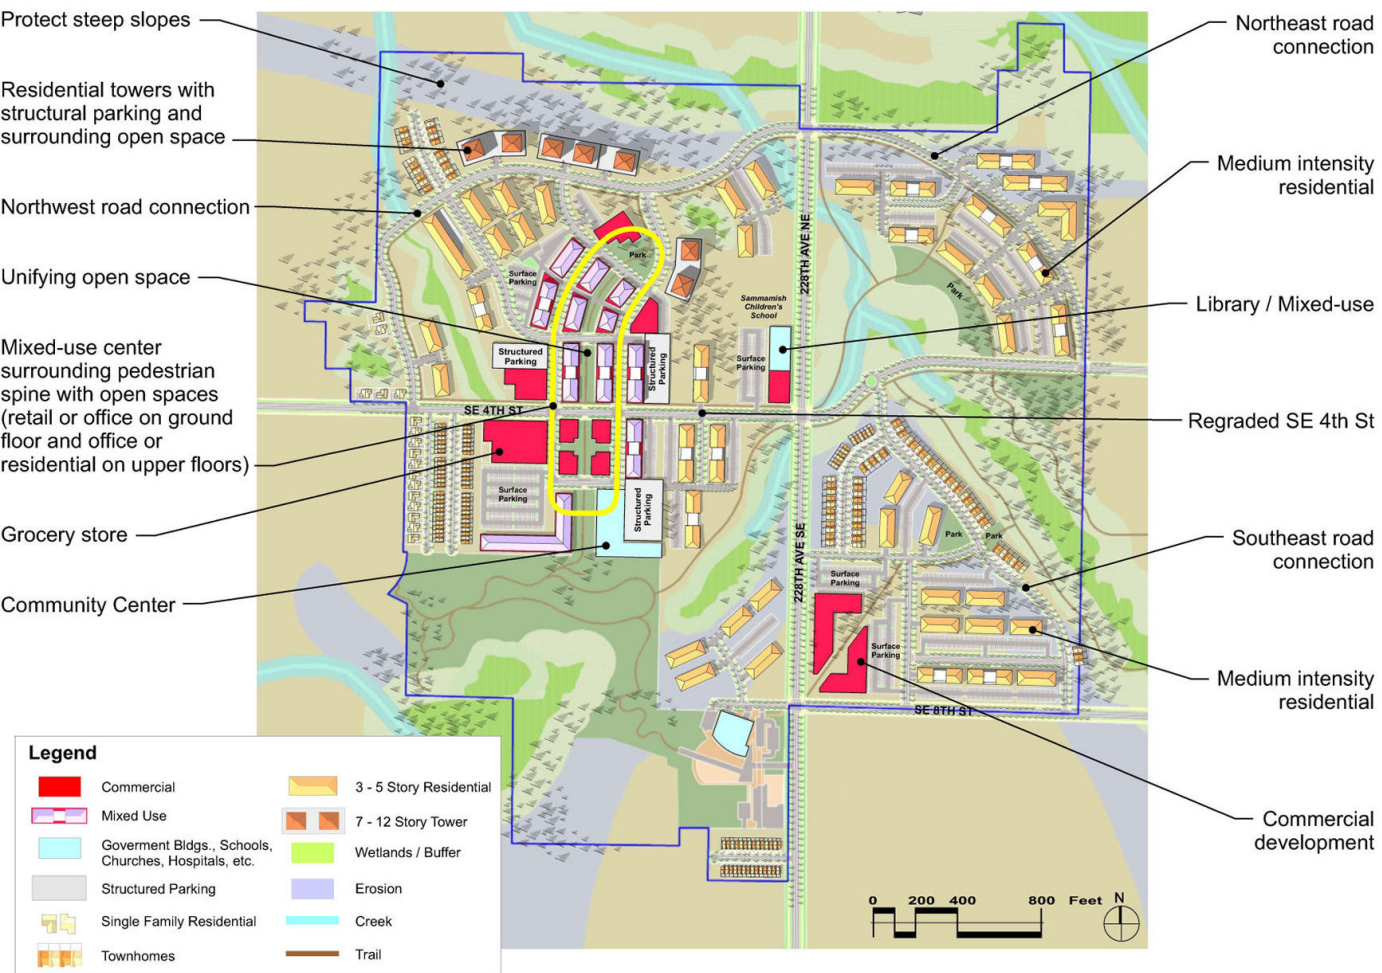 Protect steep slopes
Residential towers with
structural parking and
surrounding open space
Northwest road connection
Unifying open space
Mixed-use center
surrounding pedestrian
spine with open spaces
(retail or office on ground
floor and office or
residential on upper floors)
Grocery store
Community Center
Northeast road
connection
Medium intensity
residential
Library / Mixed-use
Regraded SE 4th St
Southeast road
connection
Medium intensity
residential
Commercial
development
228TH AVE NE
Park
Surface
Parking
Park
Sammamish
Children's
School
Structured
Parking
Structured
Parking
Surface
Parking
SE 4TH ST
Surface
Parking
Structured
Parking
228TH AVE SE
Park
Park
Surface
Parking
Surface
Parking
SE 8TH ST
Legend
Commercial
Mixed Use
Goverment Bldgs., Schools,
Churches, Hospitals, etc.
Structured Parking
Single Family Residential
Townhomes
3 - 5 Story Residential
7 - 12 Story Tower
Wetlands / Buffer
Erosion
Creek
Trail
0 200 400 800 Feet
N